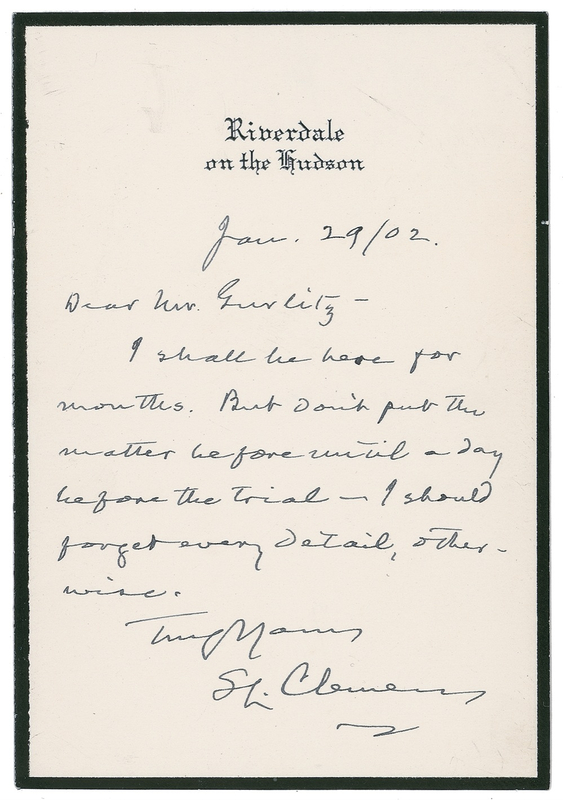 Riverdale
on the Hudson
Jan. 29/02.
Dear Mr. Gurlitz —
I shall be here for
months. But don't put the
matter before until a day
before the trial — I should
forget every detail, other-
wise.
Truly Yours
SL. Clemens